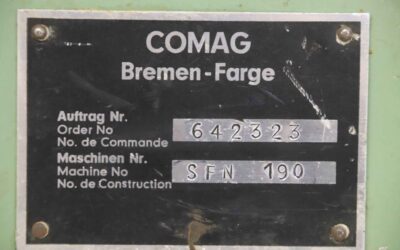 COMAG
Bremen-Farge
Auftrag Nr.
Order No
No. de Commande
642323
Maschinen Nr.
Machine No
No. de Construction
SFN 190